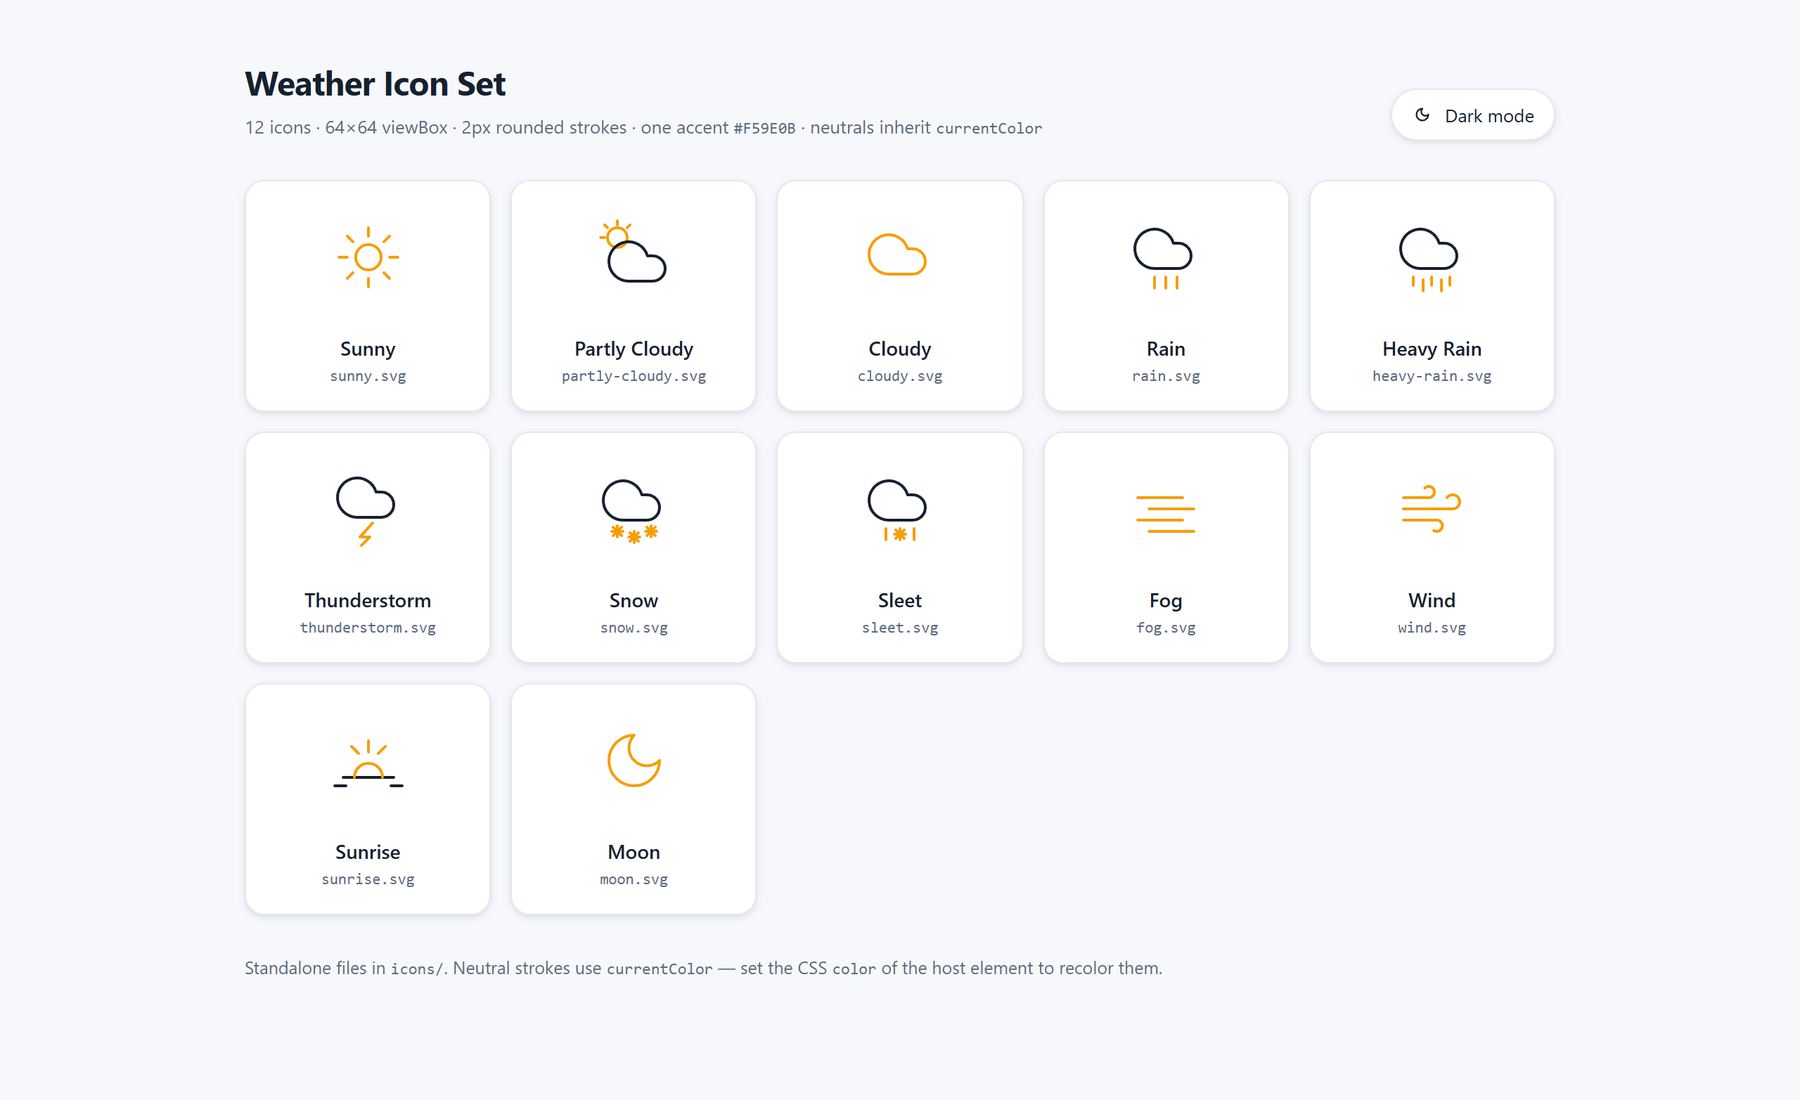 Weather Icon Set
12 icons · 64×64 viewBox · 2px rounded strokes · one accent #F59E0B · neutrals inherit currentColor
Dark mode
Sunny
sunny.svg
Partly Cloudy
partly-cloudy.svg
Cloudy
cloudy.svg
Rain
rain.svg
Heavy Rain
heavy-rain.svg
Thunderstorm
thunderstorm.svg
Snow
snow.svg
Sleet
sleet.svg
Fog
fog.svg
Wind
wind.svg
Sunrise
sunrise.svg
Moon
moon.svg
Standalone files in icons/. Neutral strokes use currentColor — set the CSS color of the host element to recolor them.